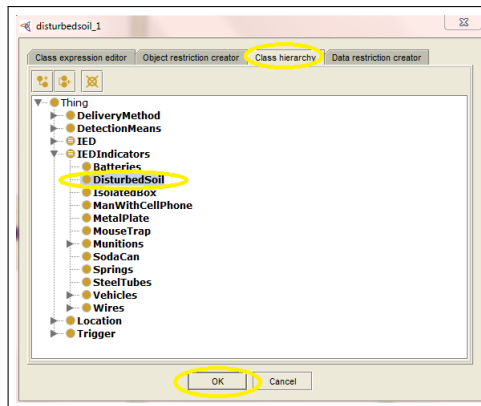 disturbedsoil_1
Class expression editor Object restriction creator Class hierarchy Data restriction creator
Thing
DeliveryMethod
DetectionMeans
IED
IEDIndicators
Batteries
DisturbedSoil
IsolatedBox
ManWithCellPhone
MetalPlate
MouseTrap
Munitions
SodaCan
Springs
SteelTubes
Vehicles
Wires
Location
Trigger
OK Cancel